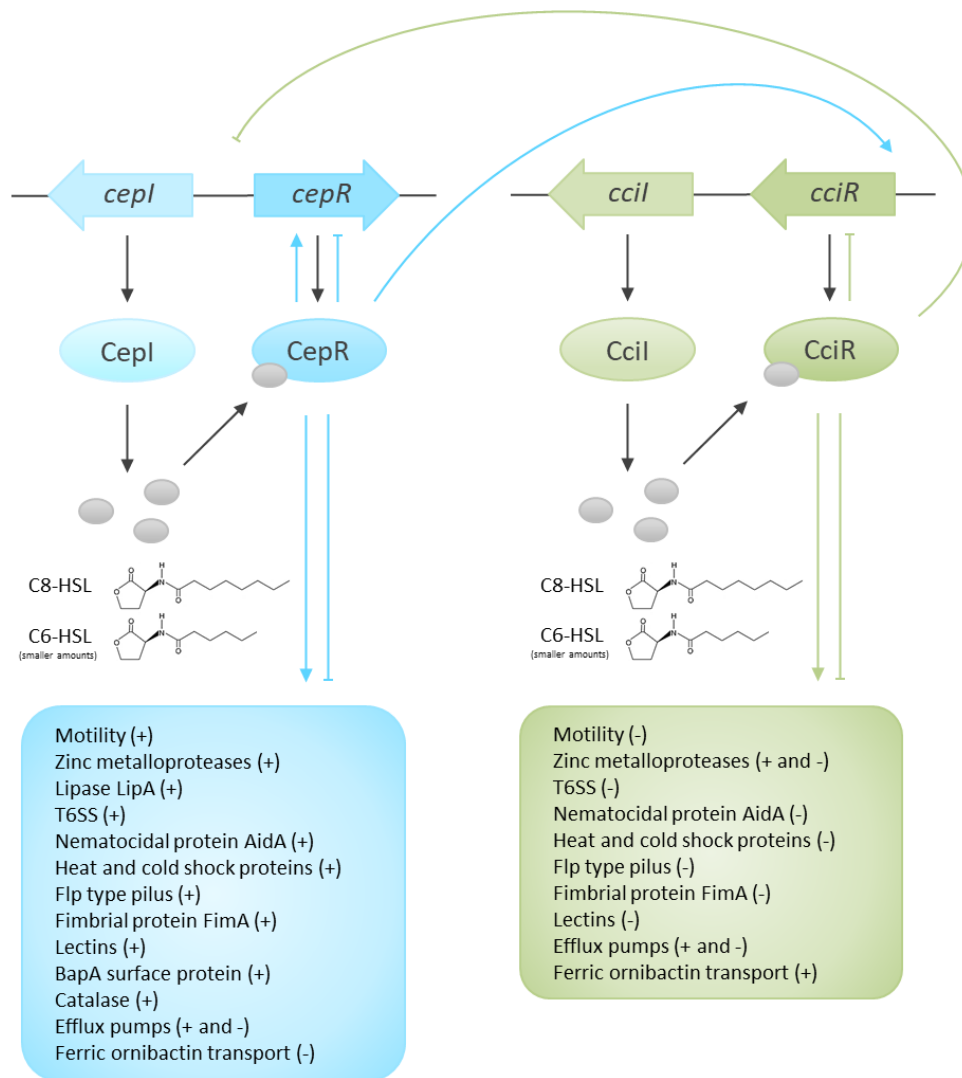 cepI
cepR
cciI
cciR
CepI
CepR
CciI
CciR
C8-HSL
O
O
H
N
O
C6-HSL
(smaller amounts)
O
O
H
N
O
C8-HSL
O
O
H
N
O
C6-HSL
(smaller amounts)
O
O
H
N
O
Motility (+)
Zinc metalloproteases (+)
Lipase LipA (+)
T6SS (+)
Nematocidal protein AidA (+)
Heat and cold shock proteins (+)
Flp type pilus (+)
Fimbrial protein FimA (+)
Lectins (+)
BapA surface protein (+)
Catalase (+)
Efflux pumps (+ and -)
Ferric ornibactin transport (-)
Motility (-)
Zinc metalloproteases (+ and -)
T6SS (-)
Nematocidal protein AidA (-)
Heat and cold shock proteins (-)
Flp type pilus (-)
Fimbrial protein FimA (-)
Lectins (-)
Efflux pumps (+ and -)
Ferric ornibactin transport (+)